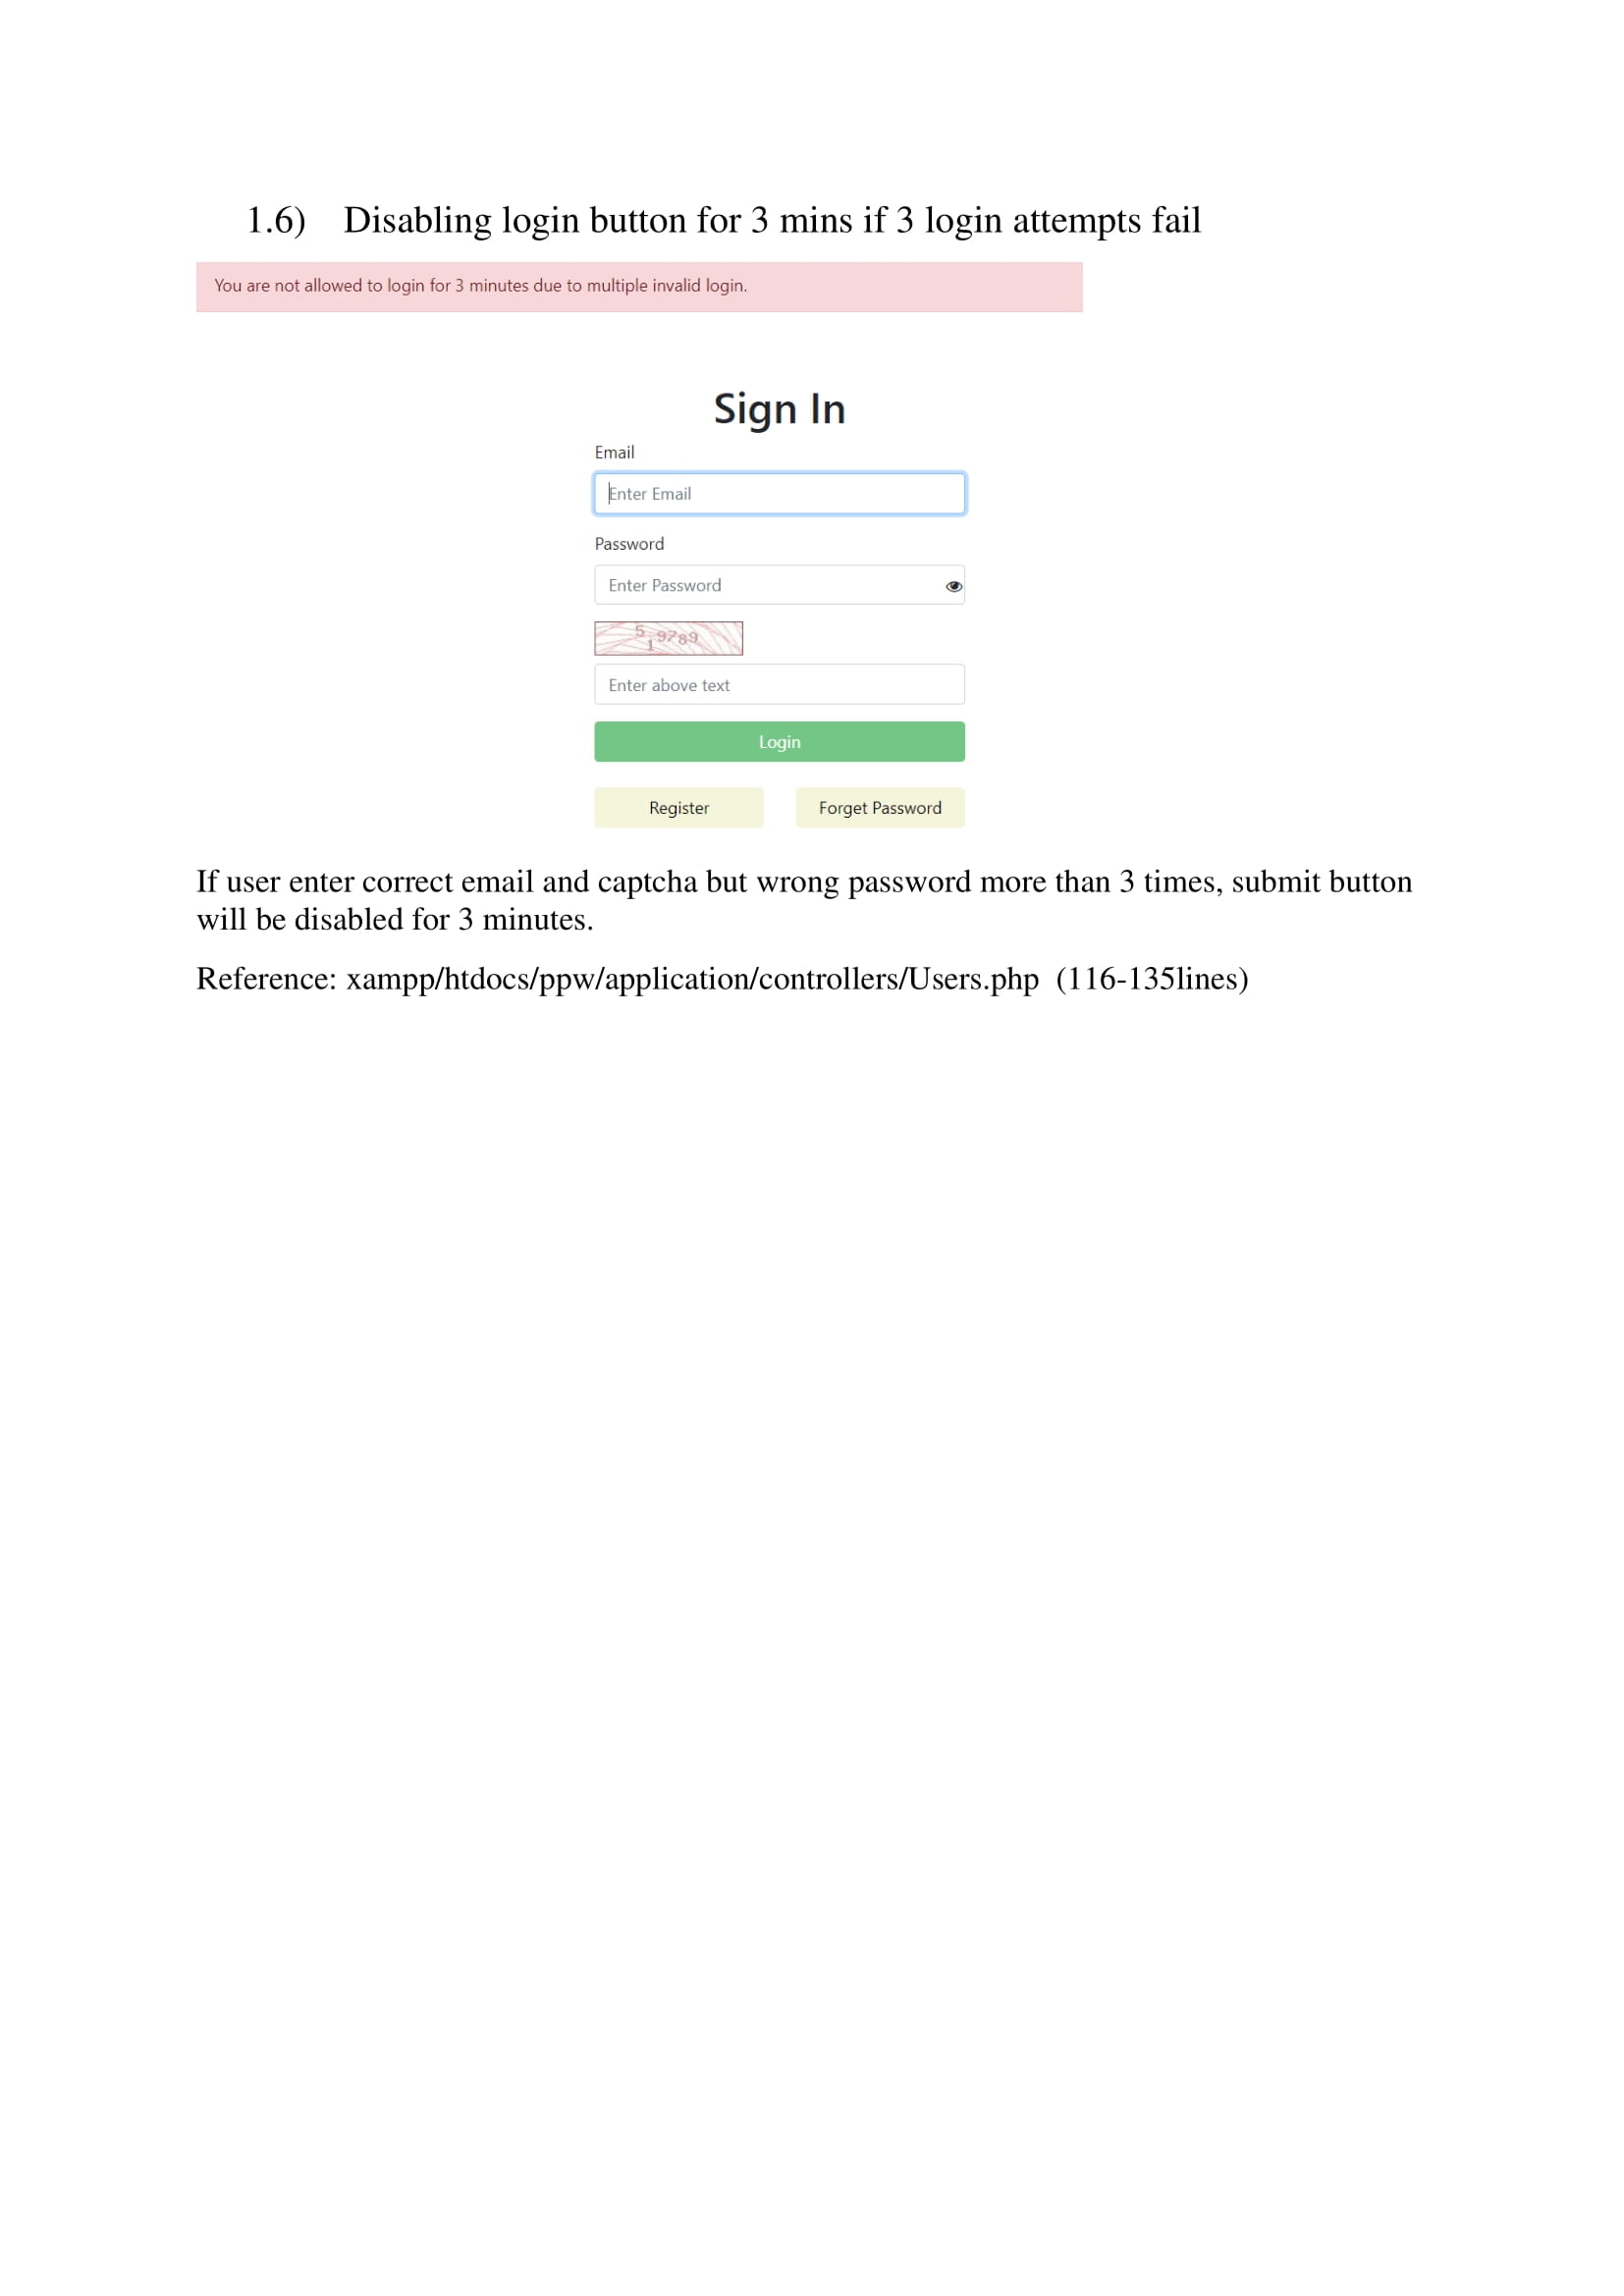 1.6) Disabling login button for 3 mins if 3 login attempts fail
You are not allowed to login for 3 minutes due to multiple invalid login.
Sign In
Email
Enter Email
Password
Enter Password
519789
Enter above text
Login
Register Forget Password
If user enter correct email and captcha but wrong password more than 3 times, submit button
will be disabled for 3 minutes.
Reference: xampp/htdocs/ppw/application/controllers/Users.php (116-135lines)